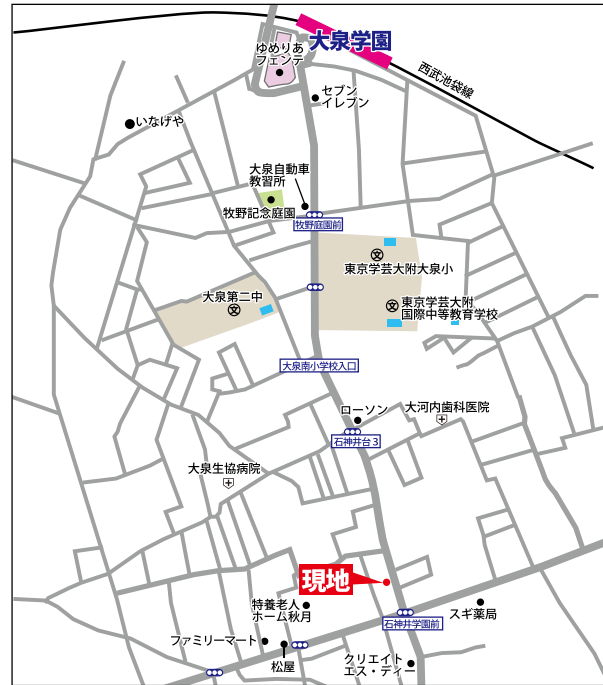 大泉学園
ゆめりあ
フェンテ
西武池袋線
セブン
イレブン
いなげや
大泉自動車
教習所
牧野記念庭園
牧野庭園前
文
東京学芸大附大泉小
大泉第二中
文
文
東京学芸大附
国際中等教育学校
大泉南小学校入口
ローソン
大河内歯科医院
石神井台3
大泉生協病院
現地
特養老人
ホーム秋月
スギ薬局
石神井学園前
ファミリーマート
松屋
クリエイト
エス・ディー